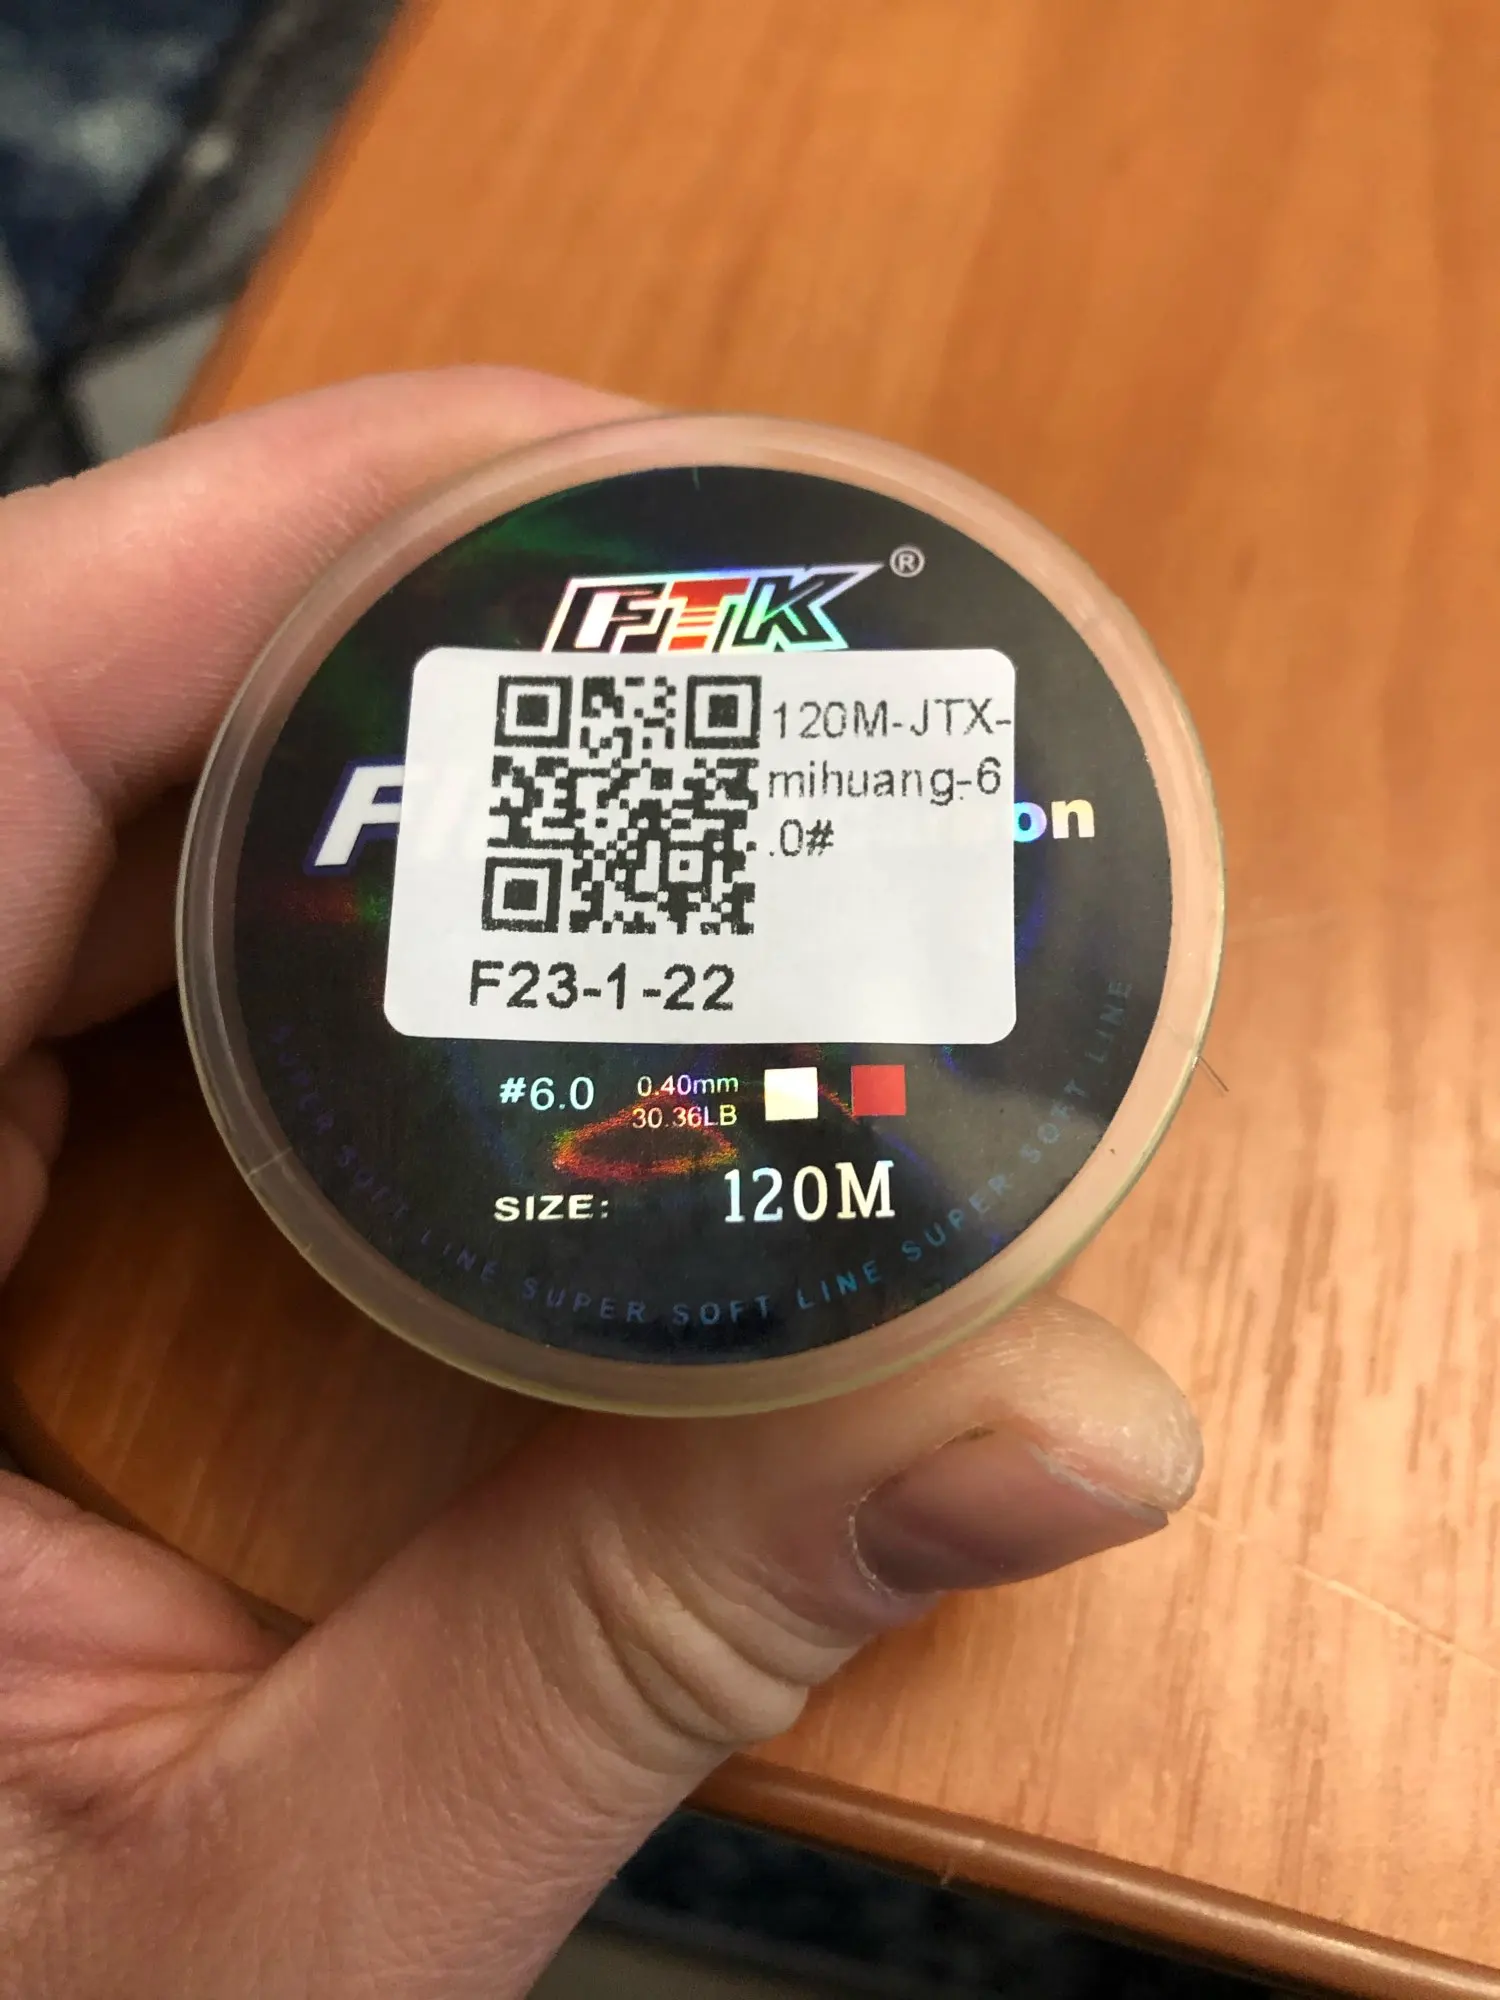 FTK®
120M-JTX-
mihuang-6
.0#
on
F23-1-22
#6.0 0.40mm
30.36LB
SIZE: 120M
SUPER SOFT LINE SUPER SOFT LINE SUPER SOFT LINE